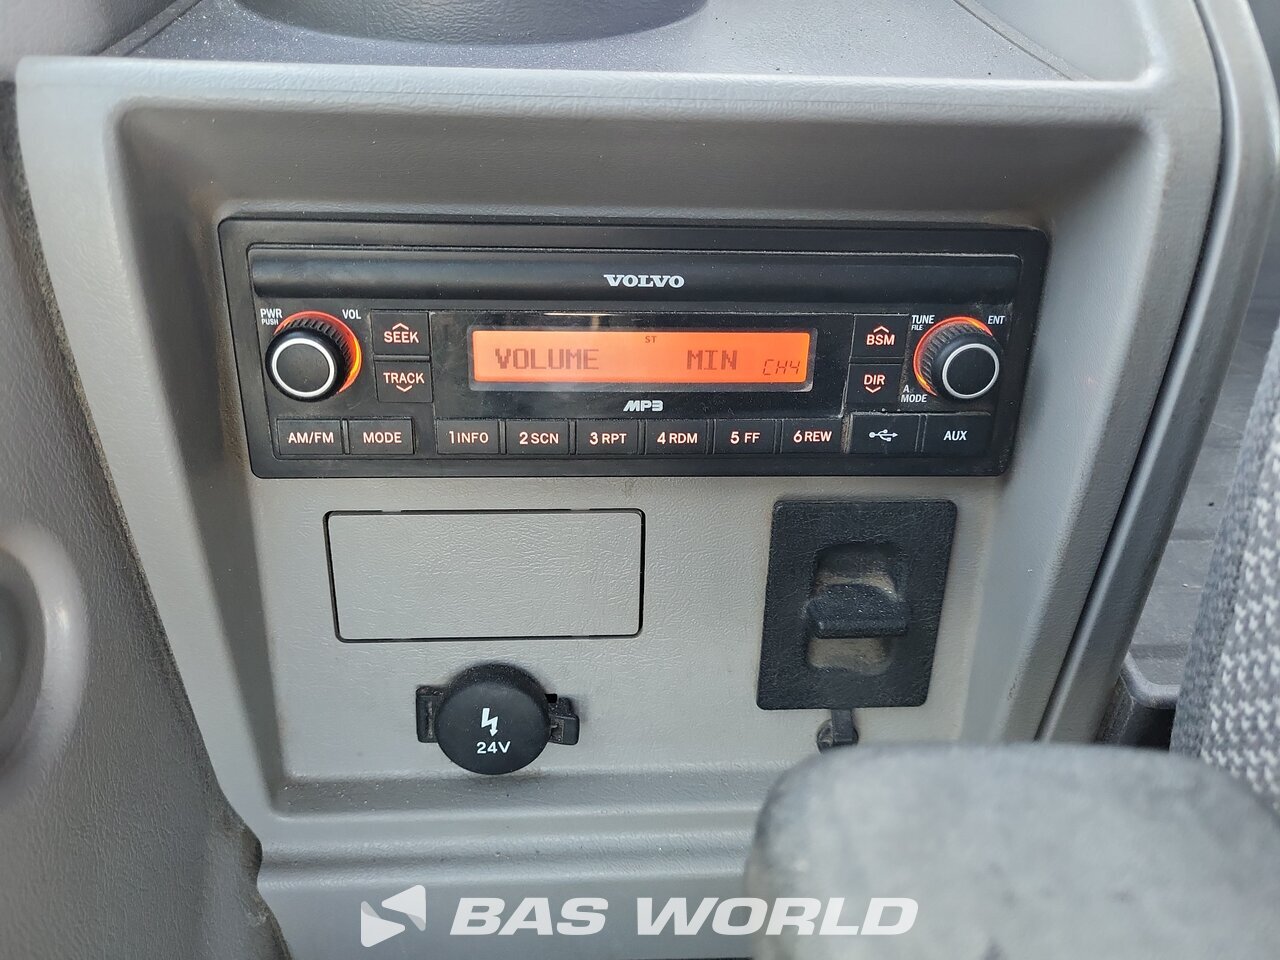 VOLVO
PWR
PUSH
VOL
SEEK
TRACK
ST
VOLUME MIN CH4
MP3
BSM
DIR
TUNE
FILE
ENT
A.
MODE
AM/FM MODE 1 INFO 2 SCN 3 RPT 4 RDM 5 FF 6 REW AUX
24V
BAS WORLD